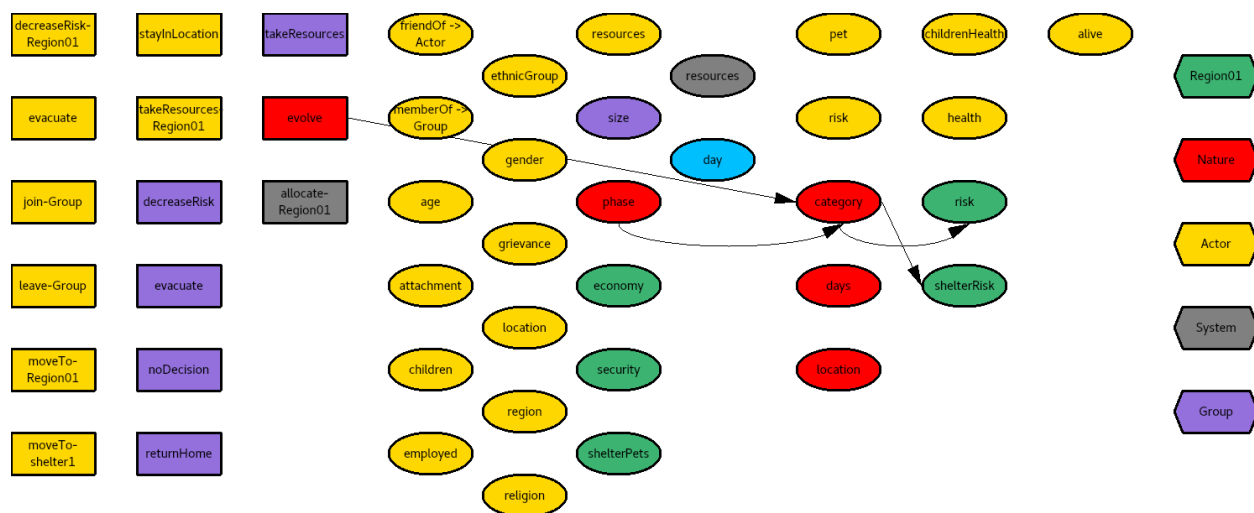 decreaseRisk-
Region01
stayInLocation
takeResources
friendOf ->
Actor
resources
pet
childrenHealth
alive
ethnicGroup
resources
Region01
evacuate
takeResources-
Region01
evolve
memberOf ->
Group
size
risk
health
gender
day
Nature
join-Group
decreaseRisk
allocate-
Region01
age
phase
category
risk
grievance
Actor
leave-Group
evacuate
attachment
economy
days
shelterRisk
location
System
moveTo-
Region01
noDecision
children
security
location
region
Group
moveTo-
shelter1
returnHome
employed
shelterPets
religion